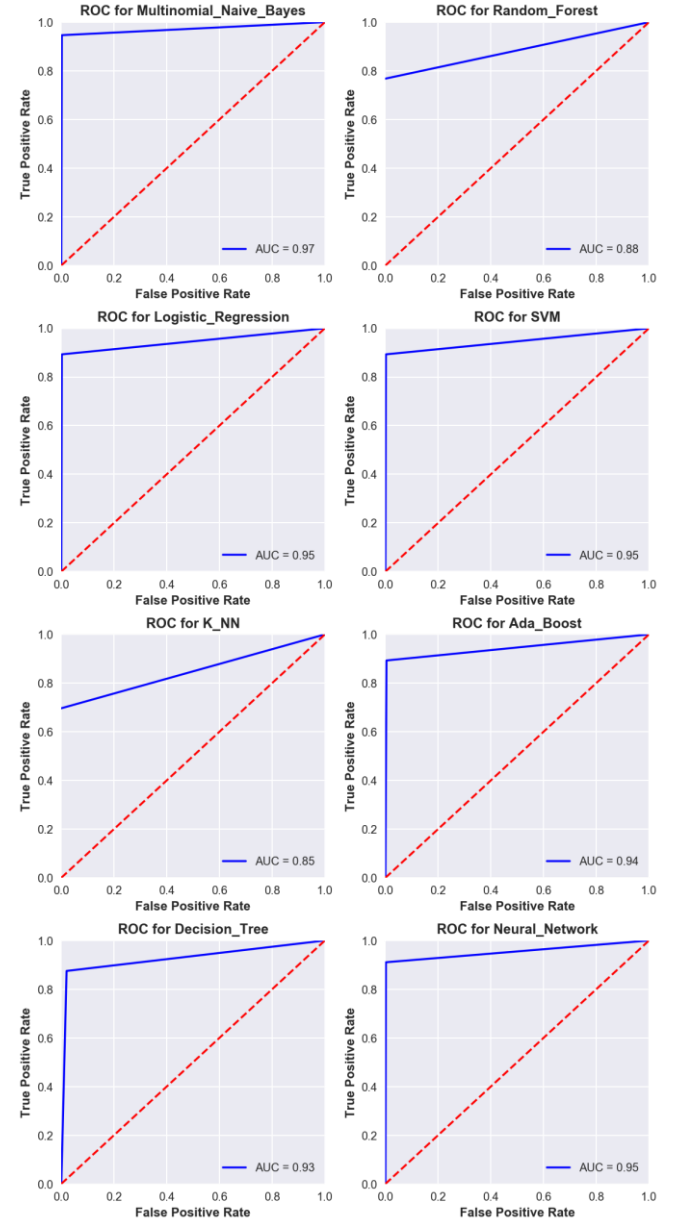 ROC for Multinomial_Naive_Bayes
1.0
0.8
0.6
0.4
0.2
0.0
True Positive Rate
AUC = 0.97
0.0 0.2 0.4 0.6 0.8 1.0
False Positive Rate
ROC for Random_Forest
1.0
0.8
0.6
0.4
0.2
0.0
True Positive Rate
AUC = 0.88
0.0 0.2 0.4 0.6 0.8 1.0
False Positive Rate
ROC for Logistic_Regression
1.0
0.8
0.6
0.4
0.2
0.0
True Positive Rate
AUC = 0.95
0.0 0.2 0.4 0.6 0.8 1.0
False Positive Rate
ROC for SVM
1.0
0.8
0.6
0.4
0.2
0.0
True Positive Rate
AUC = 0.95
0.0 0.2 0.4 0.6 0.8 1.0
False Positive Rate
ROC for K_NN
1.0
0.8
0.6
0.4
0.2
0.0
True Positive Rate
AUC = 0.85
0.0 0.2 0.4 0.6 0.8 1.0
False Positive Rate
ROC for Ada_Boost
1.0
0.8
0.6
0.4
0.2
0.0
True Positive Rate
AUC = 0.94
0.0 0.2 0.4 0.6 0.8 1.0
False Positive Rate
ROC for Decision_Tree
1.0
0.8
0.6
0.4
0.2
0.0
True Positive Rate
AUC = 0.93
0.0 0.2 0.4 0.6 0.8 1.0
False Positive Rate
ROC for Neural_Network
1.0
0.8
0.6
0.4
0.2
0.0
True Positive Rate
AUC = 0.95
0.0 0.2 0.4 0.6 0.8 1.0
False Positive Rate